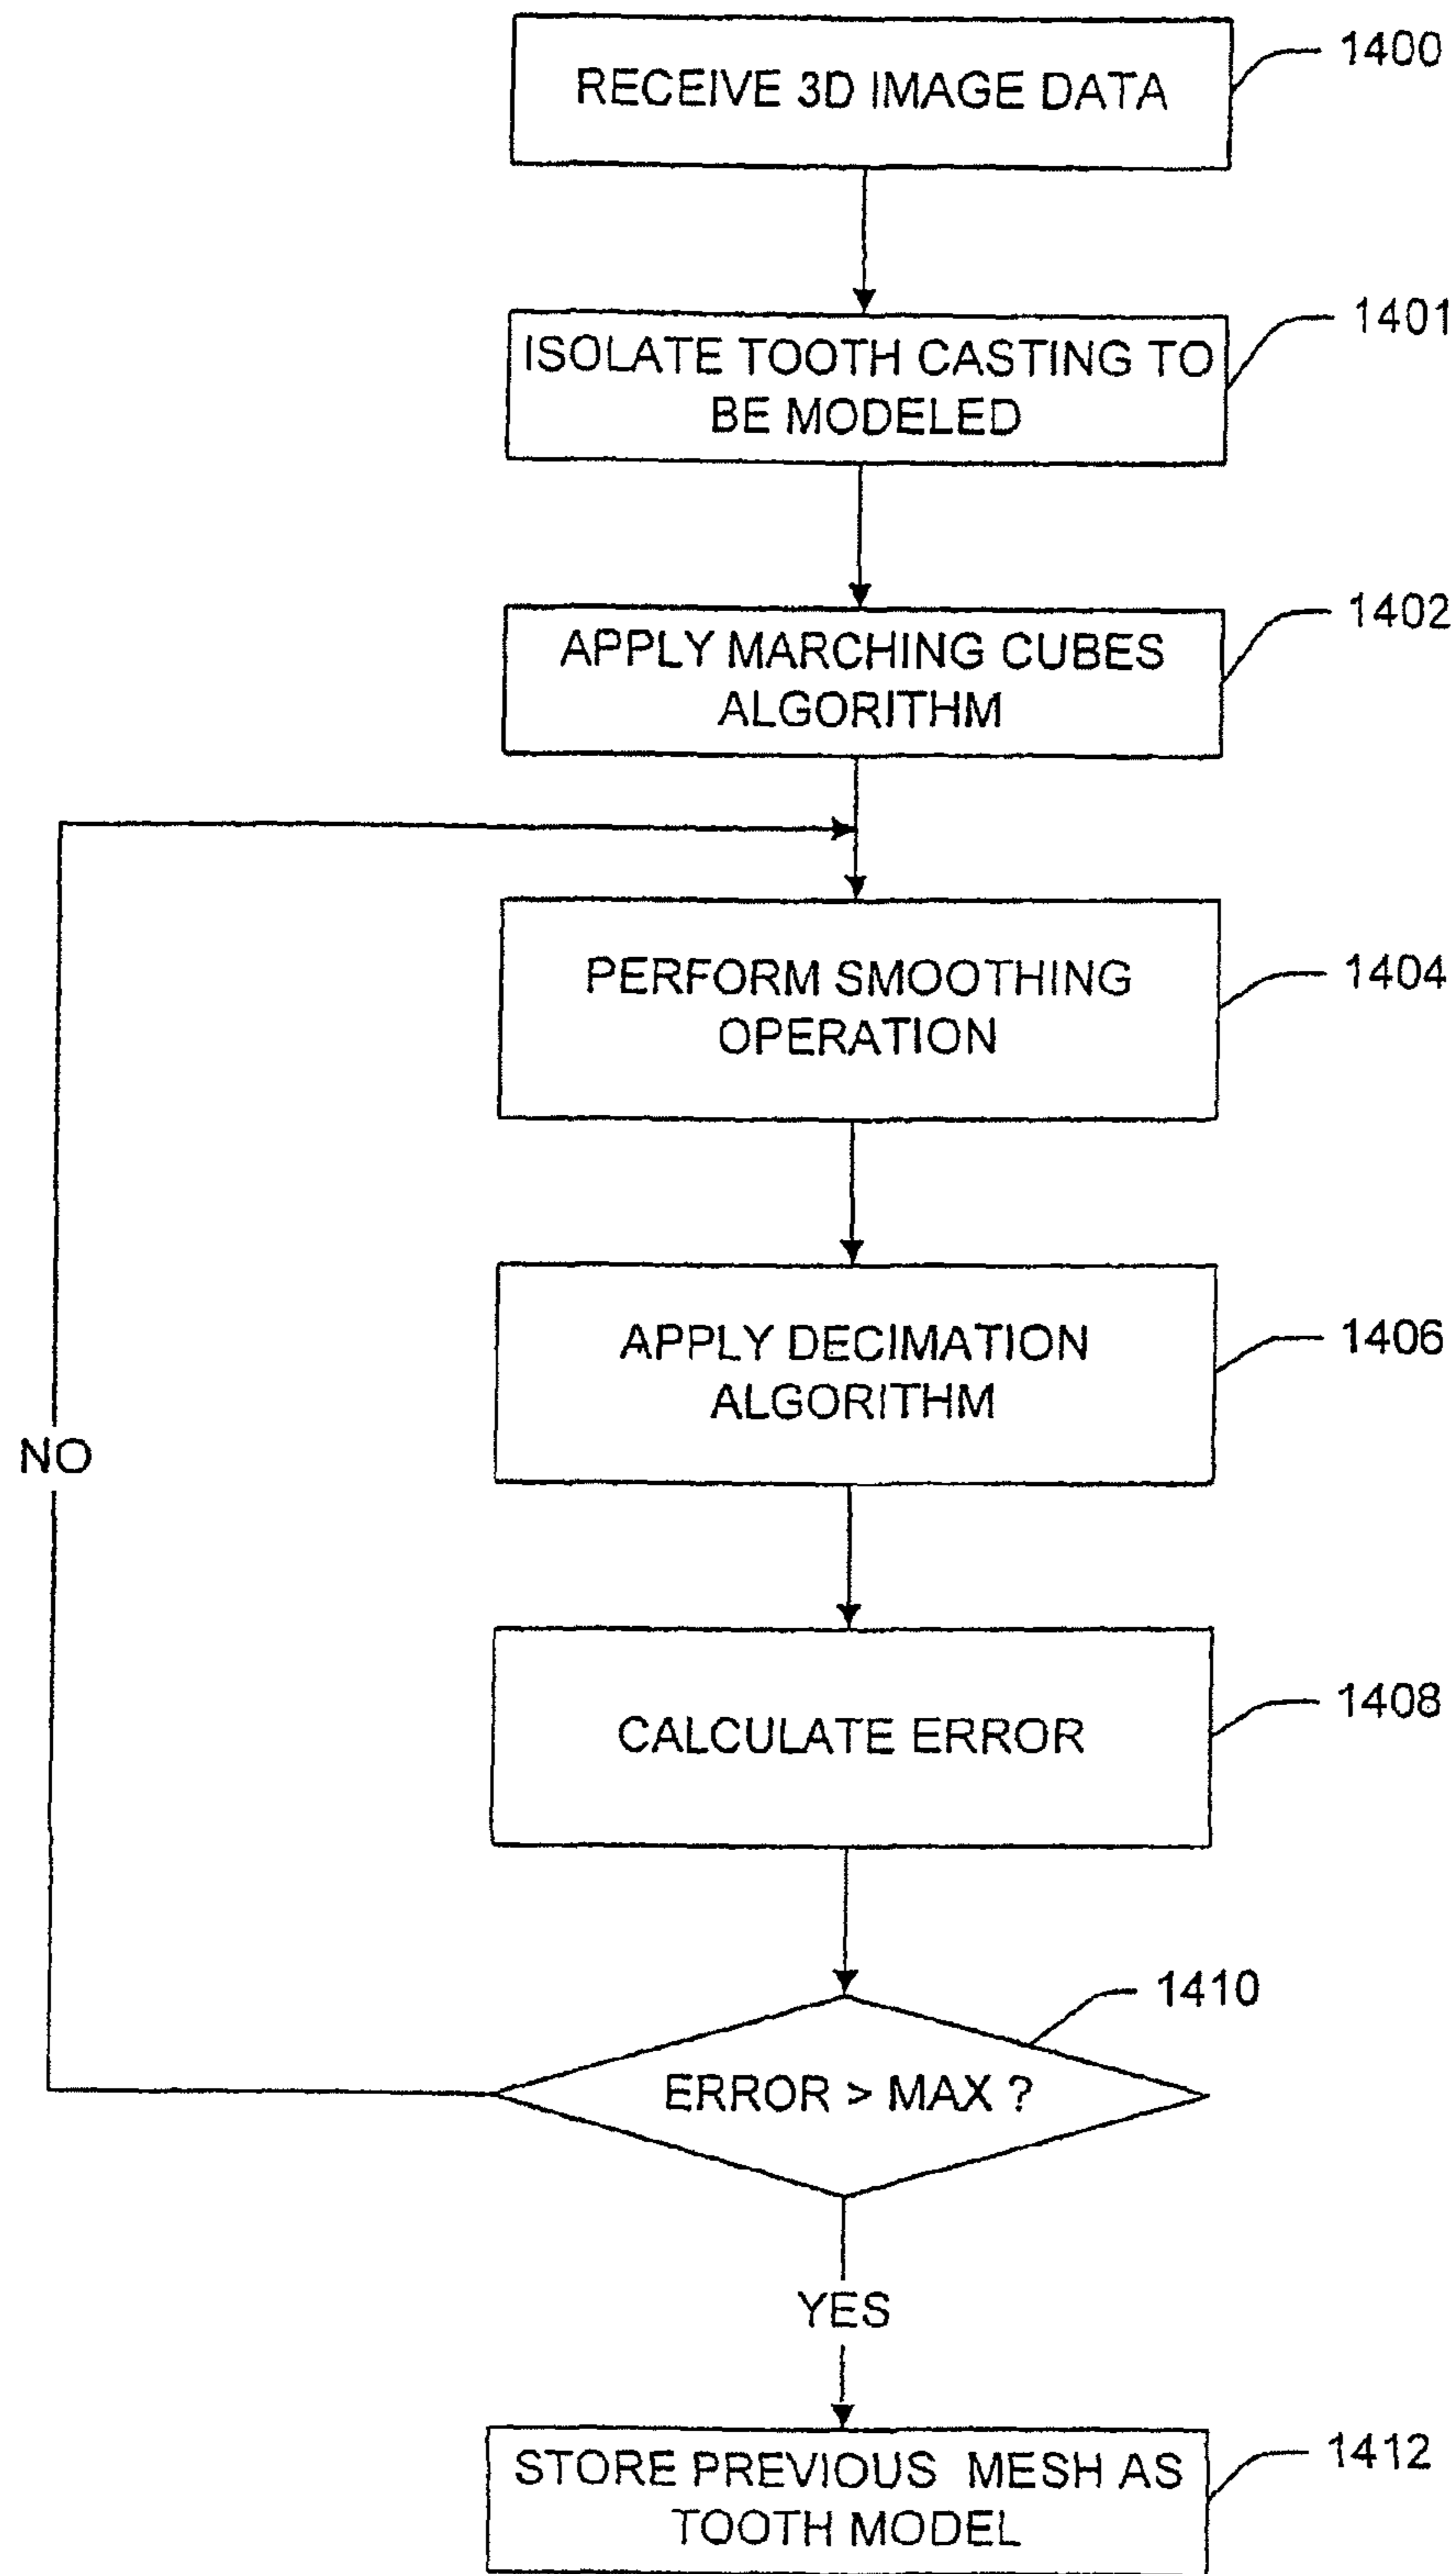 RECEIVE 3D IMAGE DATA
1400
ISOLATE TOOTH CASTING TO
BE MODELED
1401
APPLY MARCHING CUBES
ALGORITHM
1402
PERFORM SMOOTHING
OPERATION
1404
APPLY DECIMATION
ALGORITHM
1406
NO
CALCULATE ERROR
1408
1410
ERROR > MAX ?
YES
STORE PREVIOUS MESH AS
TOOTH MODEL
1412